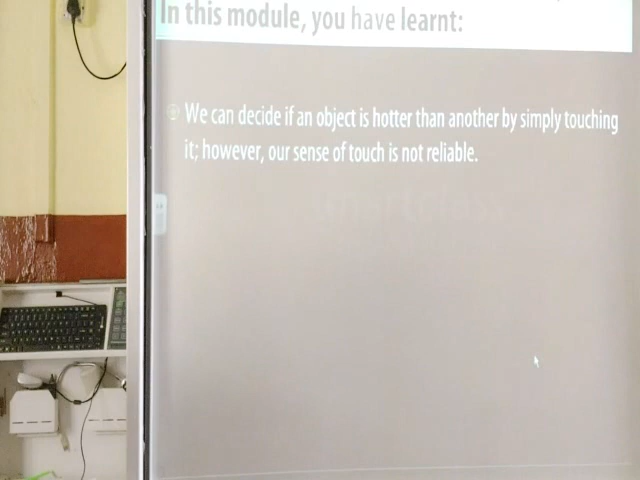 In this module, you have learnt:
We can decide if an object is hotter than another by simply touching
it; however, our sense of touch is not reliable.